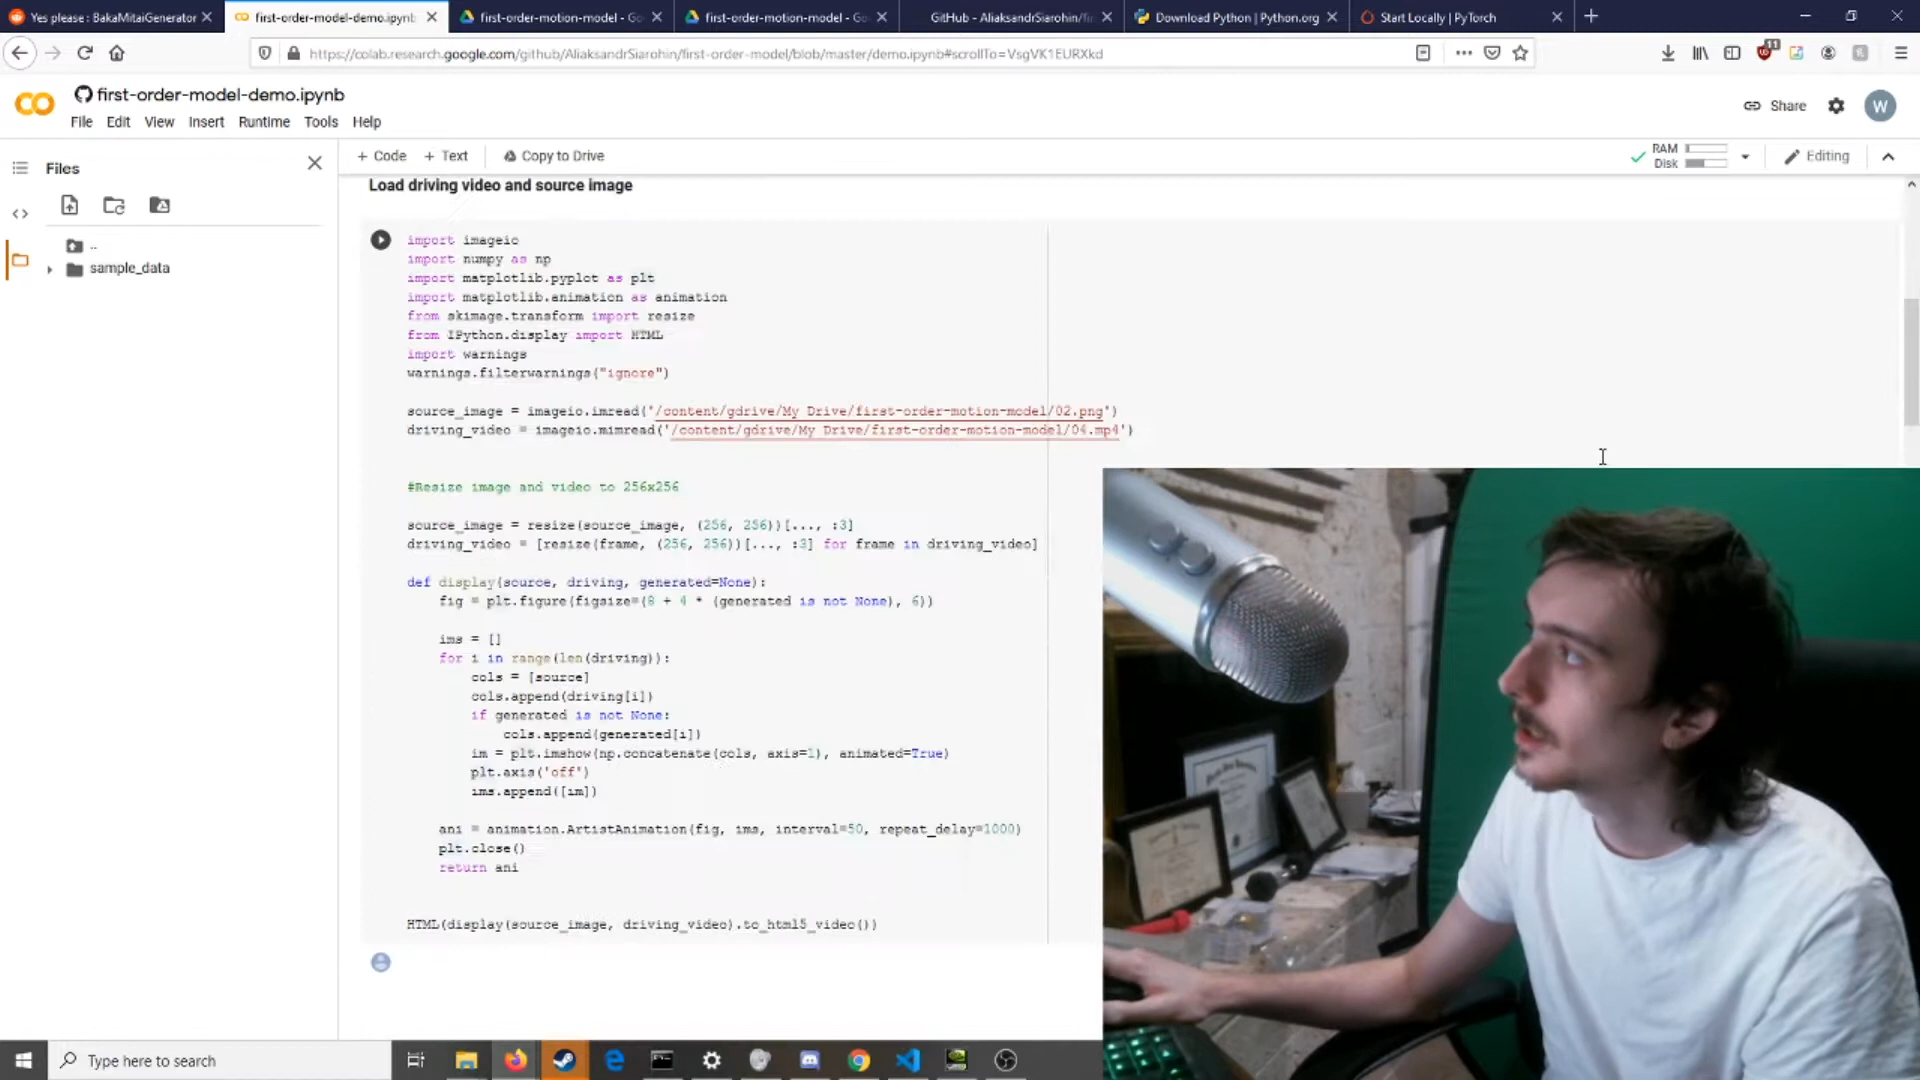 Yes please : BakaMitaiGenerator
first-order-model-demo.ipynb
first-order-motion-model - Go
first-order-motion-model - Go
GitHub - AliaksandrSiarohin/fi
Download Python | Python.org
Start Locally | PyTorch
https://colab.research.google.com/github/AliaksandrSiarohin/first-order-model/blob/master/demo.ipynb#scrollTo=VsgVK1EURXkd
11
first-order-model-demo.ipynb
Share
W
File Edit View Insert Runtime Tools Help
Files
+ Code + Text Copy to Drive
RAM
Disk
Editing
..
sample_data
Load driving video and source image
import imageio
import numpy as np
import matplotlib.pyplot as plt
import matplotlib.animation as animation
from skimage.transform import resize
from IPython.display import HTML
import warnings
warnings.filterwarnings("ignore")
source_image = imageio.imread('/content/gdrive/My Drive/first-order-motion-model/02.png')
driving_video = imageio.mimread('/content/gdrive/My Drive/first-order-motion-model/04.mp4')
#Resize image and video to 256x256
source_image = resize(source_image, (256, 256))[..., :3]
driving_video = [resize(frame, (256, 256))[..., :3] for frame in driving_video]
def display(source, driving, generated=None):
fig = plt.figure(figsize=(8 + 4 * (generated is not None), 6))
ims = []
for i in range(len(driving)):
cols = [source]
cols.append(driving[i])
if generated is not None:
cols.append(generated[i])
im = plt.imshow(np.concatenate(cols, axis=1), animated=True)
plt.axis('off')
ims.append([im])
ani = animation.ArtistAnimation(fig, ims, interval=50, repeat_delay=1000)
plt.close()
return ani
HTML(display(source_image, driving_video).to_html5_video())
Type here to search